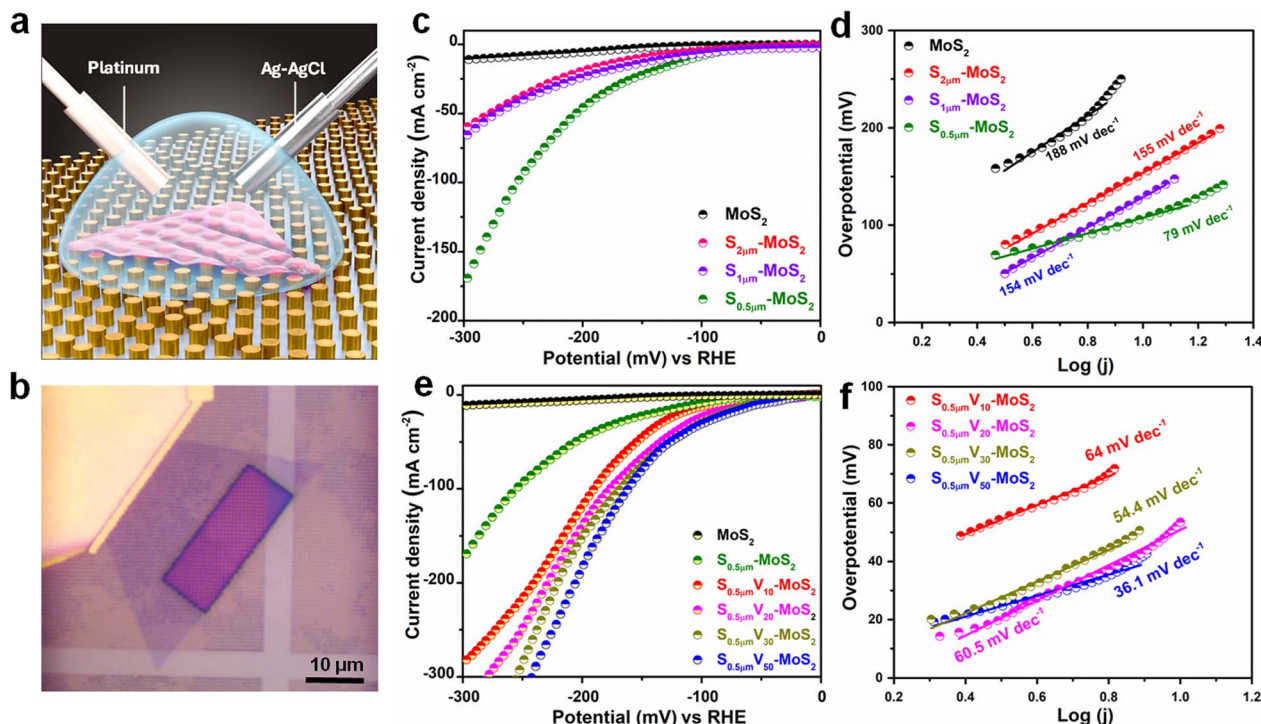 a
Platinum
Ag-AgCl
b
10 µm
c
Current density (mA cm⁻²)
0
-50
-100
-150
-200
-300
-200
-100
0
Potential (mV) vs RHE
MoS₂
S₂µm-MoS₂
S₁µm-MoS₂
S₀.₅µm-MoS₂
d
Overpotential (mV)
300
200
100
0
0.2
0.4
0.6
0.8
1.0
1.2
1.4
Log (j)
MoS₂
S₂µm-MoS₂
S₁µm-MoS₂
S₀.₅µm-MoS₂
188 mV dec⁻¹
155 mV dec⁻¹
79 mV dec⁻¹
154 mV dec⁻¹
e
Current density (mA cm⁻²)
0
-100
-200
-300
-300
-200
-100
0
Potential (mV) vs RHE
MoS₂
S₀.₅µm-MoS₂
S₀.₅µmV₁₀-MoS₂
S₀.₅µmV₂₀-MoS₂
S₀.₅µmV₃₀-MoS₂
S₀.₅µmV₅₀-MoS₂
f
Overpotential (mV)
100
80
60
40
20
0
0.2
0.4
0.6
0.8
1.0
1.2
Log (j)
S₀.₅µmV₁₀-MoS₂
S₀.₅µmV₂₀-MoS₂
S₀.₅µmV₃₀-MoS₂
S₀.₅µmV₅₀-MoS₂
64 mV dec⁻¹
54.4 mV dec⁻¹
36.1 mV dec⁻¹
60.5 mV dec⁻¹